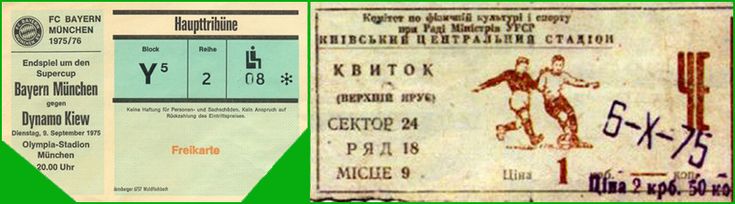 FC BAYERN
MÜNCHEN
1975/76
Endspiel um den
Supercup
Bayern München
gegen
Dynamo Kiew
Dienstag, 9. September 1975
Olympia-Stadion
München
20.00 Uhr
Haupttribüne
Block
Reihe
Y5
2
08 *
Keine Haftung für Personen- und Sachschäden. Kein Anspruch auf
Rückzahlung des Eintrittspreises.
Freikarte
Комітет по фізичній культурі і спорту
при Раді Міністрів УРСР
КИЇВСЬКИЙ ЦЕНТРАЛЬНИЙ СТАДІОН
КВИТОК
(ВЕРХНІЙ ЯРУС)
СЕКТОР 24
РЯД 18
МІСЦЕ 9
Ціна 1 крб. коп.
ЧЕ
5-X-75
Ціна 2 крб. 50 ко